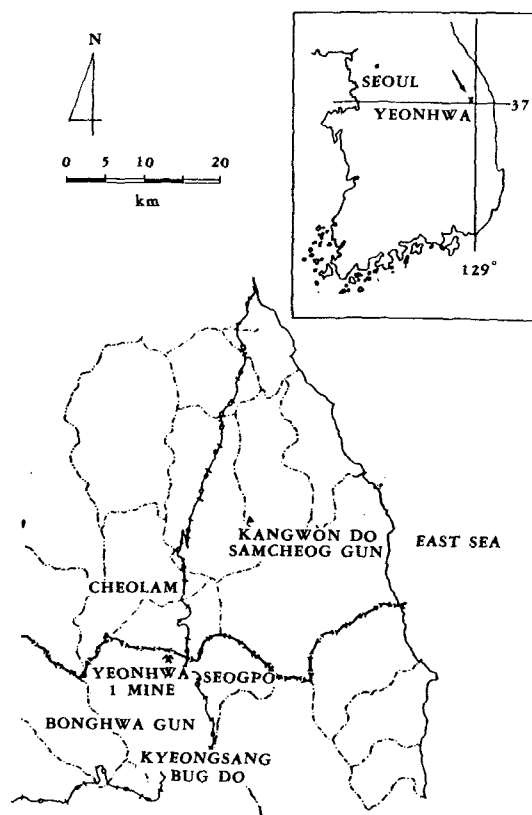 N
0 5 10 20
km
SEOUL
YEONHWA
37
129°
KANGWON DO
SAMCHEOG GUN
EAST SEA
CHEOLAM
YEONHWA
1 MINE
SEOGPO
BONGHWA GUN
KYEONGSANG
BUG DO